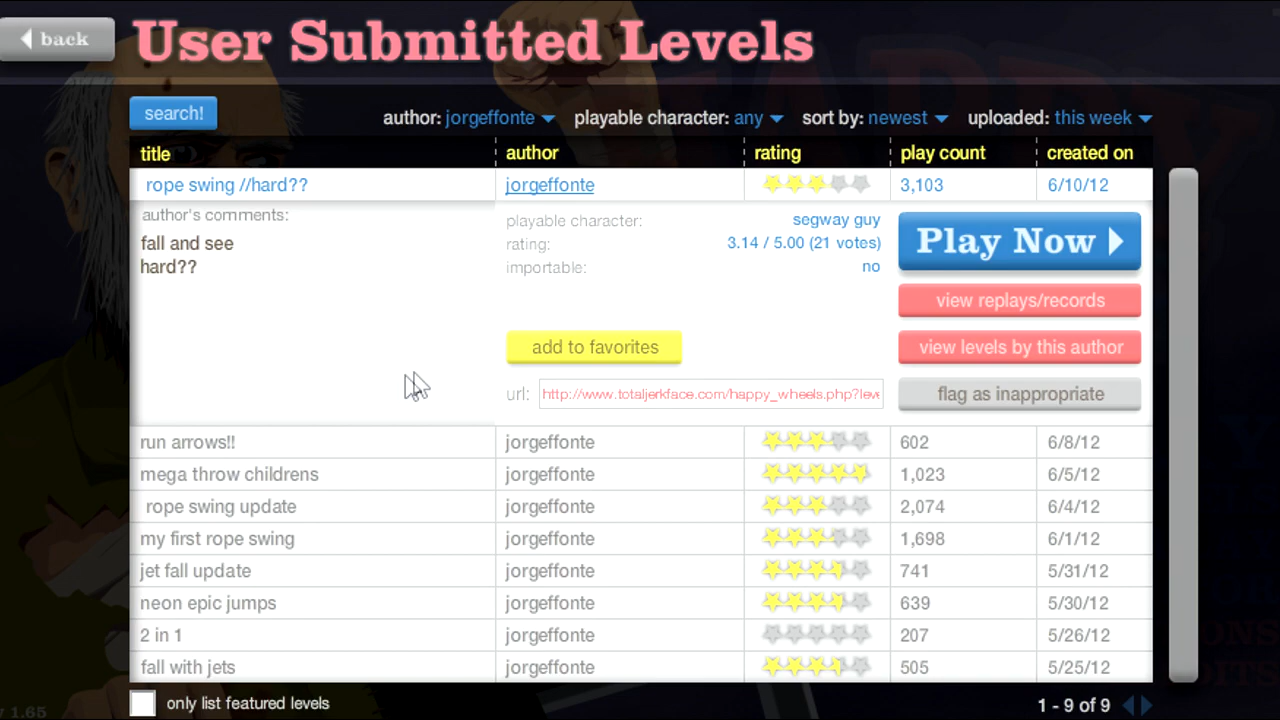 back
User Submitted Levels
search!
author: jorgeffonte playable character: any sort by: newest uploaded: this week
title author rating play count created on
rope swing //hard?? jorgeffonte 3,103 6/10/12
author's comments:
fall and see
hard??
playable character: segway guy
rating: 3.14 / 5.00 (21 votes)
importable: no
Play Now
view replays/records
add to favorites
view levels by this author
url: http://www.totaljerkface.com/happy_wheels.php?leve
flag as inappropriate
run arrows!! jorgeffonte 602 6/8/12
mega throw childrens jorgeffonte 1,023 6/5/12
rope swing update jorgeffonte 2,074 6/4/12
my first rope swing jorgeffonte 1,698 6/1/12
jet fall update jorgeffonte 741 5/31/12
neon epic jumps jorgeffonte 639 5/30/12
2 in 1 jorgeffonte 207 5/26/12
fall with jets jorgeffonte 505 5/25/12
only list featured levels
1 - 9 of 9
1.65